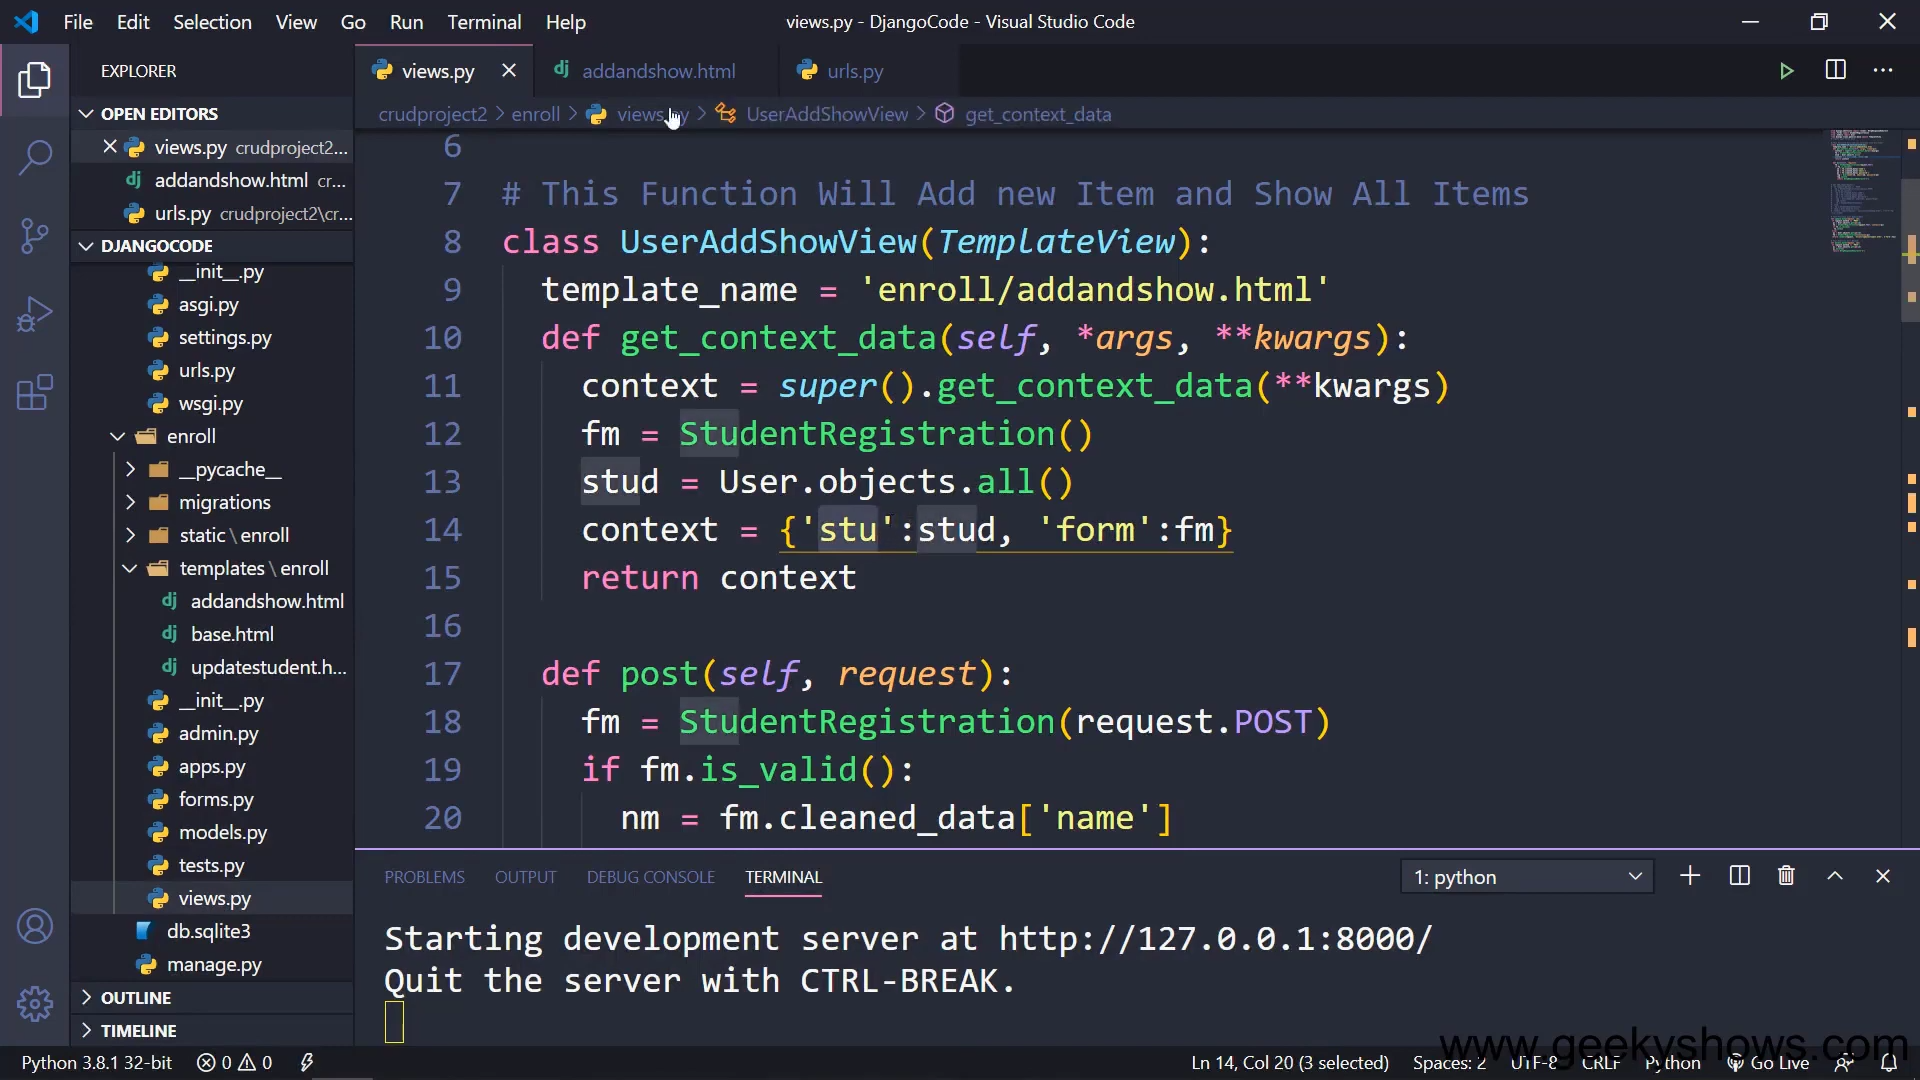 File Edit Selection View Go Run Terminal Help
views.py - DjangoCode - Visual Studio Code
EXPLORER
OPEN EDITORS
views.py crudproject2...
addandshow.html cr...
urls.py crudproject2\cr...
DJANGOCODE
__init__.py
asgi.py
settings.py
urls.py
wsgi.py
enroll
__pycache__
migrations
static\enroll
templates\enroll
addandshow.html
base.html
updatestudent.h...
__init__.py
admin.py
apps.py
forms.py
models.py
tests.py
views.py
db.sqlite3
manage.py
OUTLINE
TIMELINE
views.py addandshow.html urls.py
crudproject2 > enroll > views.py > UserAddShowView > get_context_data
6
7 # This Function Will Add new Item and Show All Items
8 class UserAddShowView(TemplateView):
9 template_name = 'enroll/addandshow.html'
10 def get_context_data(self, *args, **kwargs):
11 context = super().get_context_data(**kwargs)
12 fm = StudentRegistration()
13 stud = User.objects.all()
14 context = {'stu':stud, 'form':fm}
15 return context
16
17 def post(self, request):
18 fm = StudentRegistration(request.POST)
19 if fm.is_valid():
20 nm = fm.cleaned_data['name']
PROBLEMS OUTPUT DEBUG CONSOLE TERMINAL
1: python
Starting development server at http://127.0.0.1:8000/
Quit the server with CTRL-BREAK.
www.geekyshows.com
Python 3.8.1 32-bit 0 0
Ln 14, Col 20 (3 selected) Spaces: 2 UTF-8 CRLF Python Go Live